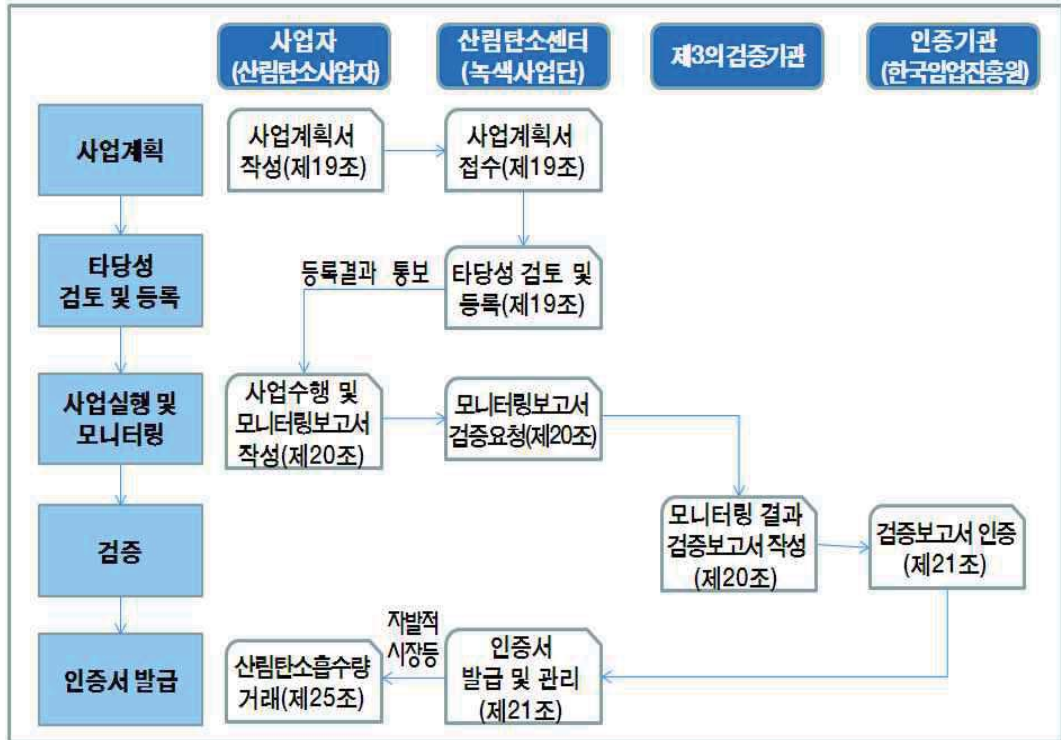 사업자
(산림탄소사업자)
산림탄소센터
(녹색사업단)
제3의 검증기관
인증기관
(한국임업진흥원)
사업계획
사업계획서
작성(제19조)
사업계획서
접수(제19조)
타당성
검토 및 등록
등록결과 통보
타당성 검토 및
등록(제19조)
사업실행 및
모니터링
사업수행 및
모니터링보고서
작성(제20조)
모니터링보고서
검증요청(제20조)
검증
모니터링 결과
검증보고서 작성
(제20조)
검증보고서 인증
(제21조)
인증서 발급
산림탄소흡수량
거래(제25조)
자발적
시장등
인증서
발급 및 관리
(제21조)